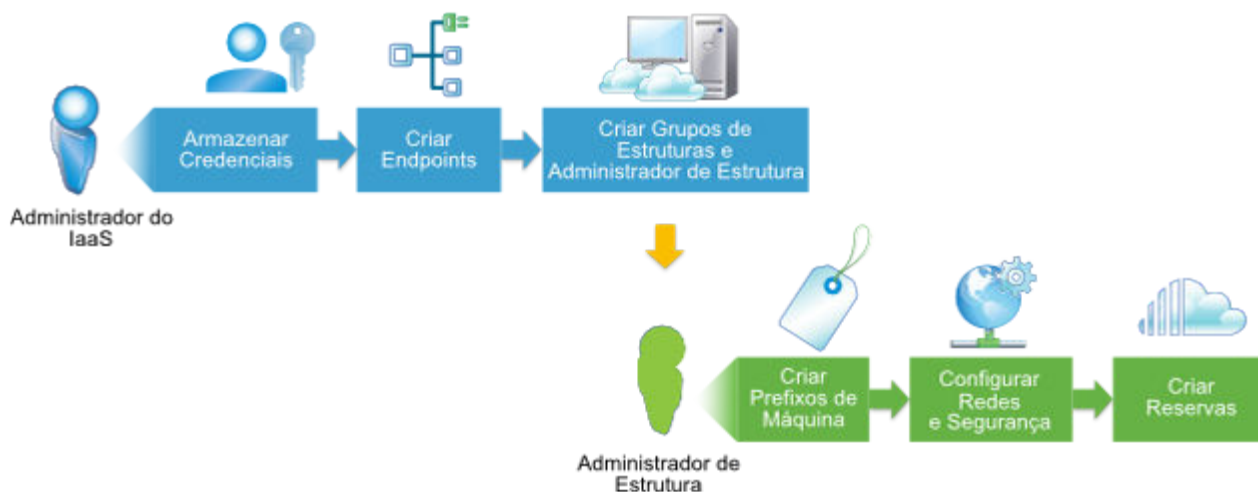 Armazenar
Credenciais
Criar
Endpoints
Criar Grupos de
Estruturas e
Administrador de Estrutura
Administrador do
IaaS
Criar
Prefixos de
Máquina
Configurar
Redes
e Segurança
Criar
Reservas
Administrador de
Estrutura